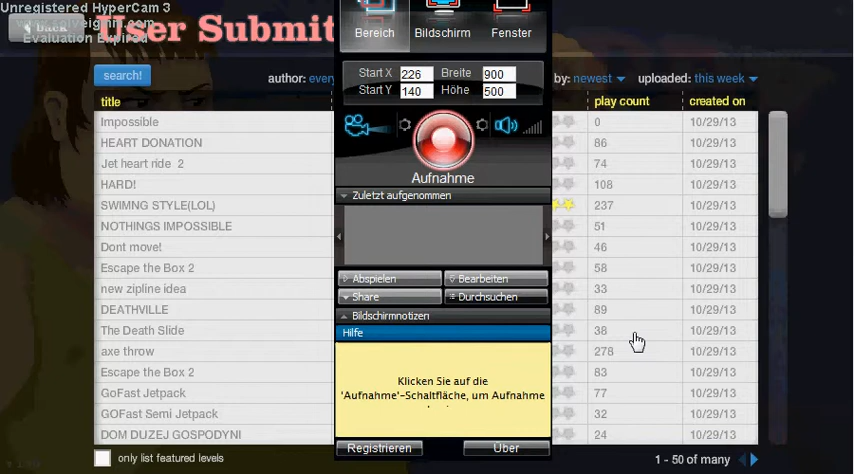 Unregistered HyperCam 3
www.solveigmm.com
Evaluation Expired
back
User Submit
Bereich
Bildschirm
Fenster
search!
author: every
by: newest
uploaded: this week
Start X 226 Breite 900
Start Y 140 Höhe 500
title
play count
created on
Aufnahme
Impossible 0 10/29/13
HEART DONATION 86 10/29/13
Jet heart ride 2 74 10/29/13
HARD! 108 10/29/13
SWIMNG STYLE(LOL) 237 10/29/13
NOTHINGS IMPOSSIBLE 51 10/29/13
Dont move! 46 10/29/13
Escape the Box 2 58 10/29/13
new zipline idea 33 10/29/13
DEATHVILLE 89 10/29/13
The Death Slide 38 10/29/13
axe throw 278 10/29/13
Escape the Box 2 83 10/29/13
GoFast Jetpack 77 10/29/13
GOFast Semi Jetpack 32 10/29/13
DOM DUZEJ GOSPODYNI 24 10/29/13
Zuletzt aufgenommen
Abspielen
Bearbeiten
Share
Durchsuchen
Bildschirmnotizen
Hilfe
Klicken Sie auf die
'Aufnahme'-Schaltfläche, um Aufnahme
Registrieren
Über
only list featured levels
1 - 50 of many